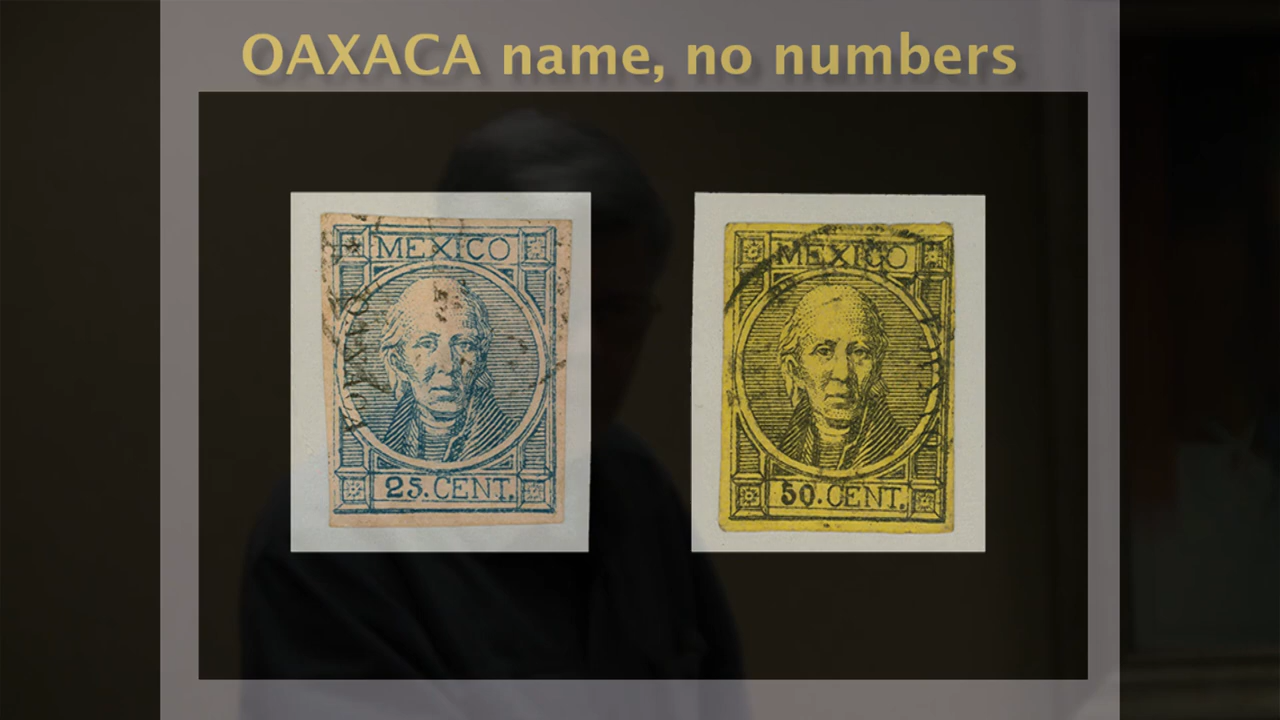 OAXACA name, no numbers
MEXICO
25. CENT.
MEXICO
50. CENT.